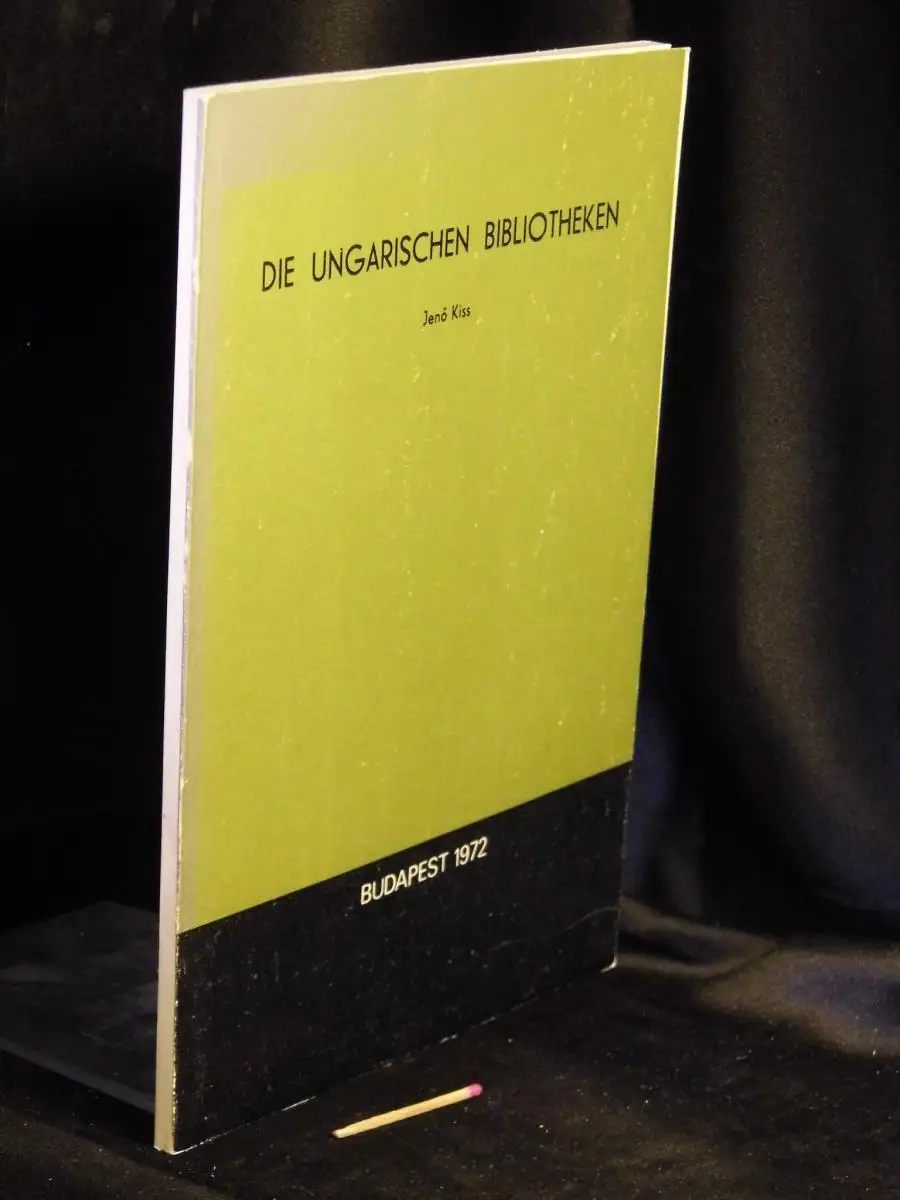 DIE UNGARISCHEN BIBLIOTHEKEN
Jenő Kiss
BUDAPEST 1972